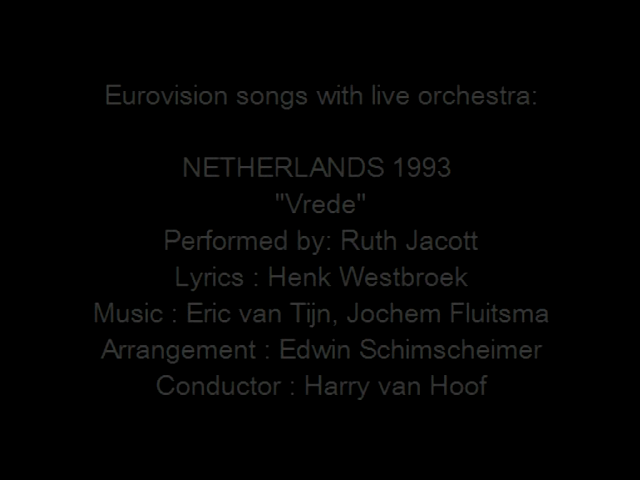 Eurovision songs with live orchestra:
NETHERLANDS 1993
"Vrede"
Performed by: Ruth Jacott
Lyrics : Henk Westbroek
Music : Eric van Tijn, Jochem Fluitsma
Arrangement : Edwin Schimscheimer
Conductor : Harry van Hoof